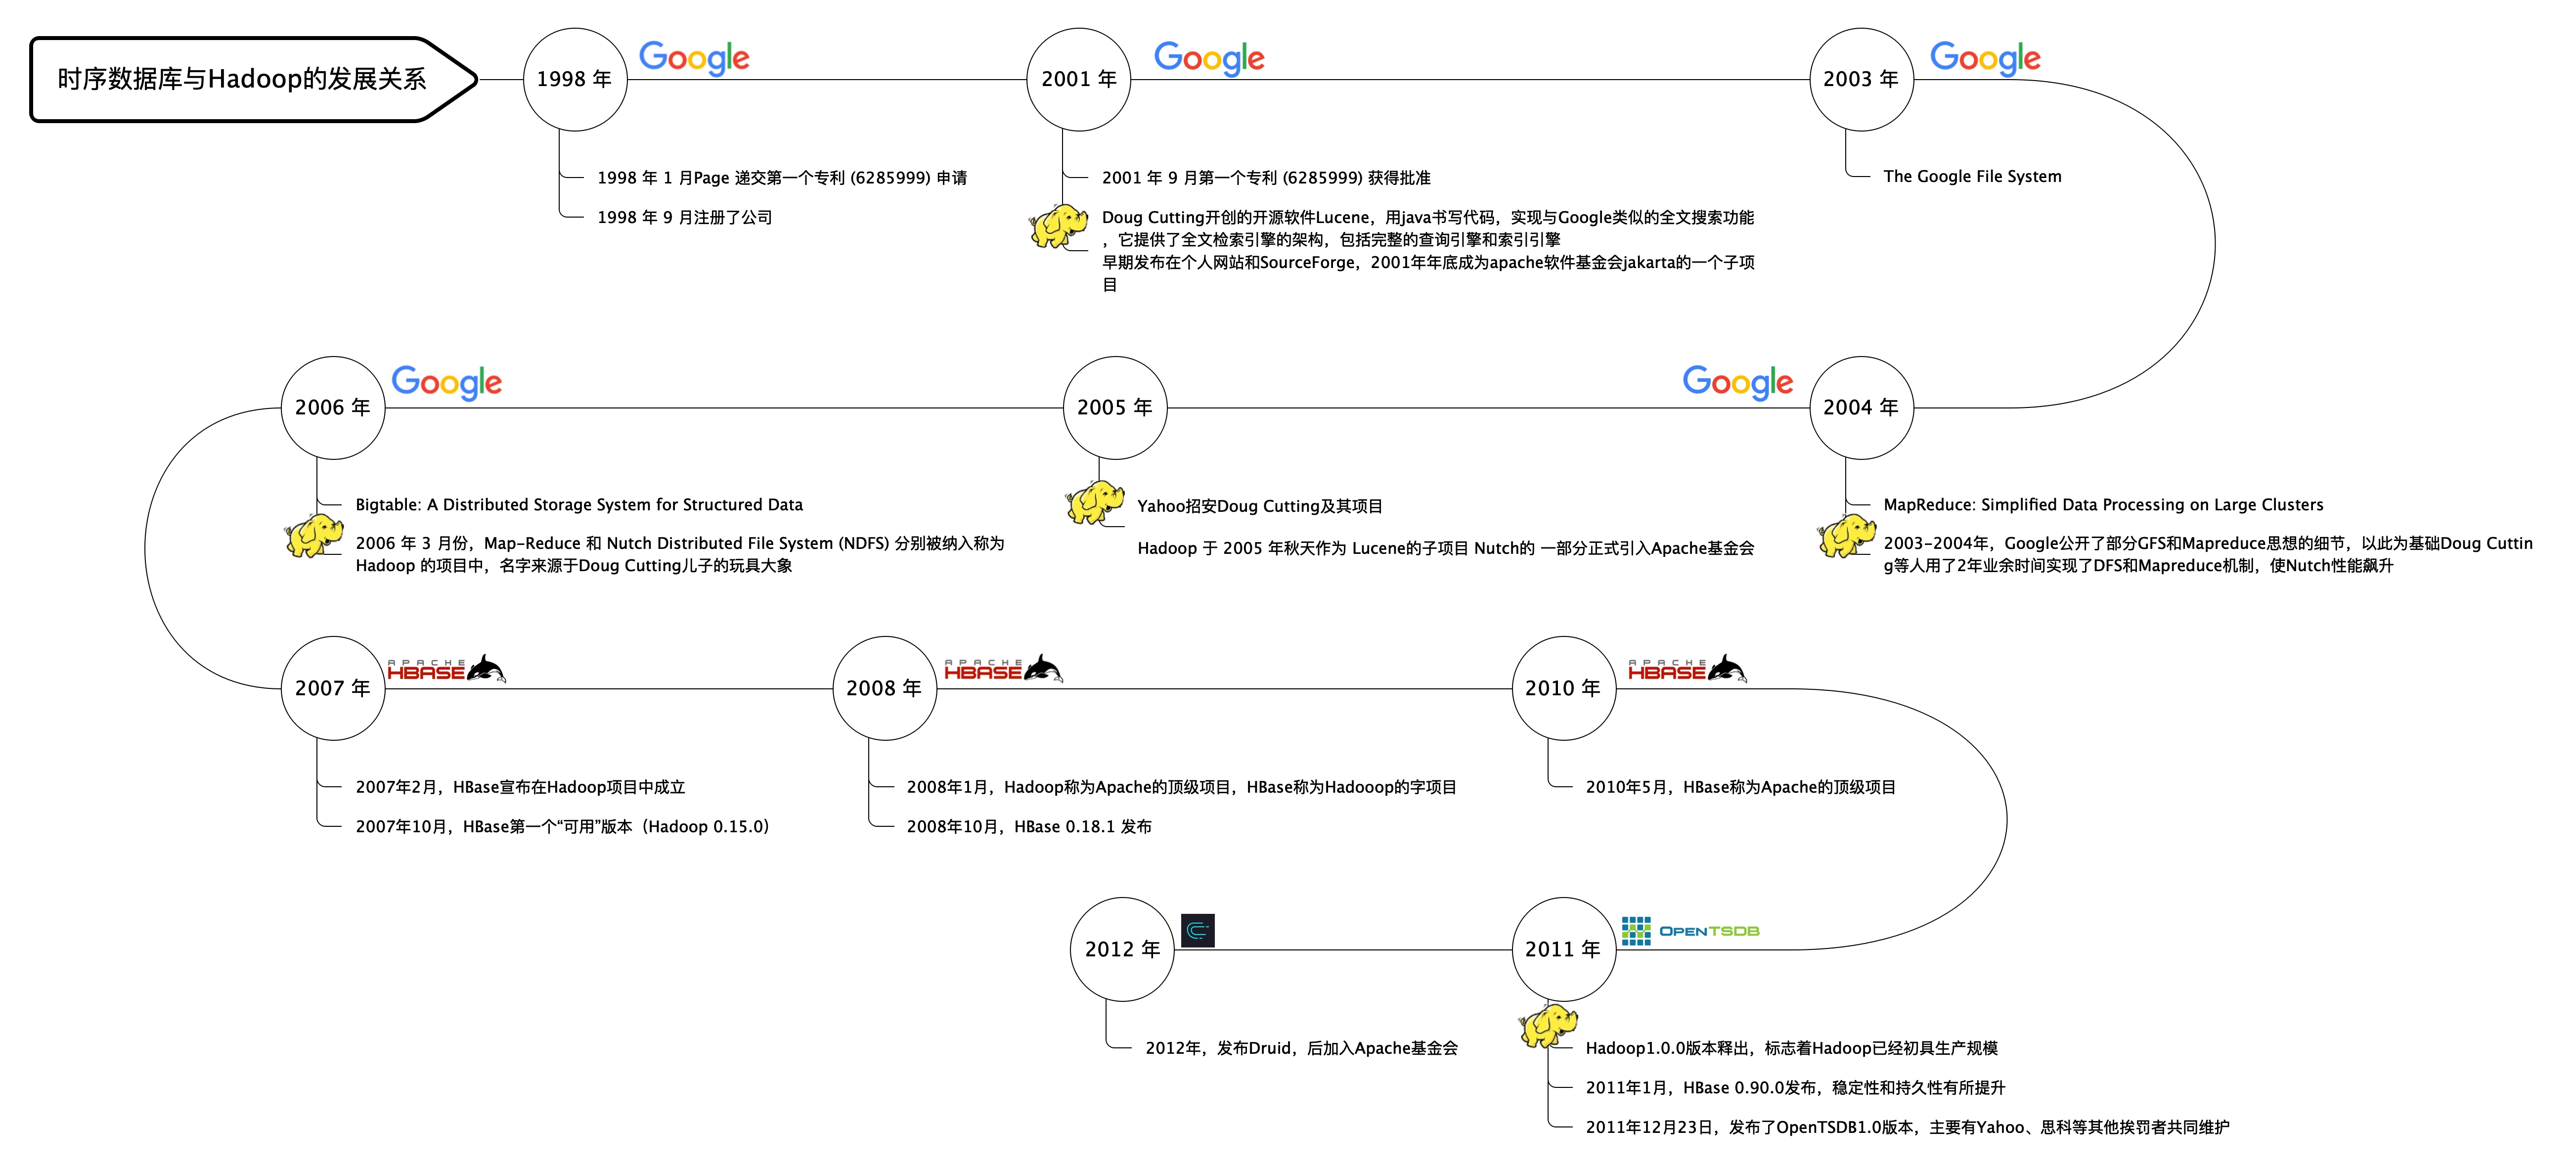 时序数据库与Hadoop的发展关系
1998 年
Google
1998 年 1 月Page 递交第一个专利 (6285999) 申请
1998 年 9 月注册了公司
2001 年
Google
2001 年 9 月第一个专利 (6285999) 获得批准
Doug Cutting开创的开源软件Lucene，用java书写代码，实现与Google类似的全文搜索功能
，它提供了全文检索引擎的架构，包括完整的查询引擎和索引引擎
早期发布在个人网站和SourceForge，2001年年底成为apache软件基金会jakarta的一个子项
目
2003 年
Google
The Google File System
2004 年
Google
MapReduce: Simplified Data Processing on Large Clusters
2003-2004年，Google公开了部分GFS和Mapreduce思想的细节，以此为基础Doug Cuttin
g等人用了2年业余时间实现了DFS和Mapreduce机制，使Nutch性能飙升
2005 年
Yahoo招安Doug Cutting及其项目
Hadoop 于 2005 年秋天作为 Lucene的子项目 Nutch的 一部分正式引入Apache基金会
2006 年
Google
Bigtable: A Distributed Storage System for Structured Data
2006 年 3 月份，Map-Reduce 和 Nutch Distributed File System (NDFS) 分别被纳入称为
Hadoop 的项目中，名字来源于Doug Cutting儿子的玩具大象
2007 年
APACHE
HBASE
2007年2月，HBase宣布在Hadoop项目中成立
2007年10月，HBase第一个“可用”版本（Hadoop 0.15.0）
2008 年
APACHE
HBASE
2008年1月，Hadoop称为Apache的顶级项目，HBase称为Hadooop的字项目
2008年10月，HBase 0.18.1 发布
2010 年
APACHE
HBASE
2010年5月，HBase称为Apache的顶级项目
2011 年
OPENTSDB
Hadoop1.0.0版本释出，标志着Hadoop已经初具生产规模
2011年1月，HBase 0.90.0发布，稳定性和持久性有所提升
2011年12月23日，发布了OpenTSDB1.0版本，主要有Yahoo、思科等其他挨罚者共同维护
2012 年
2012年，发布Druid，后加入Apache基金会